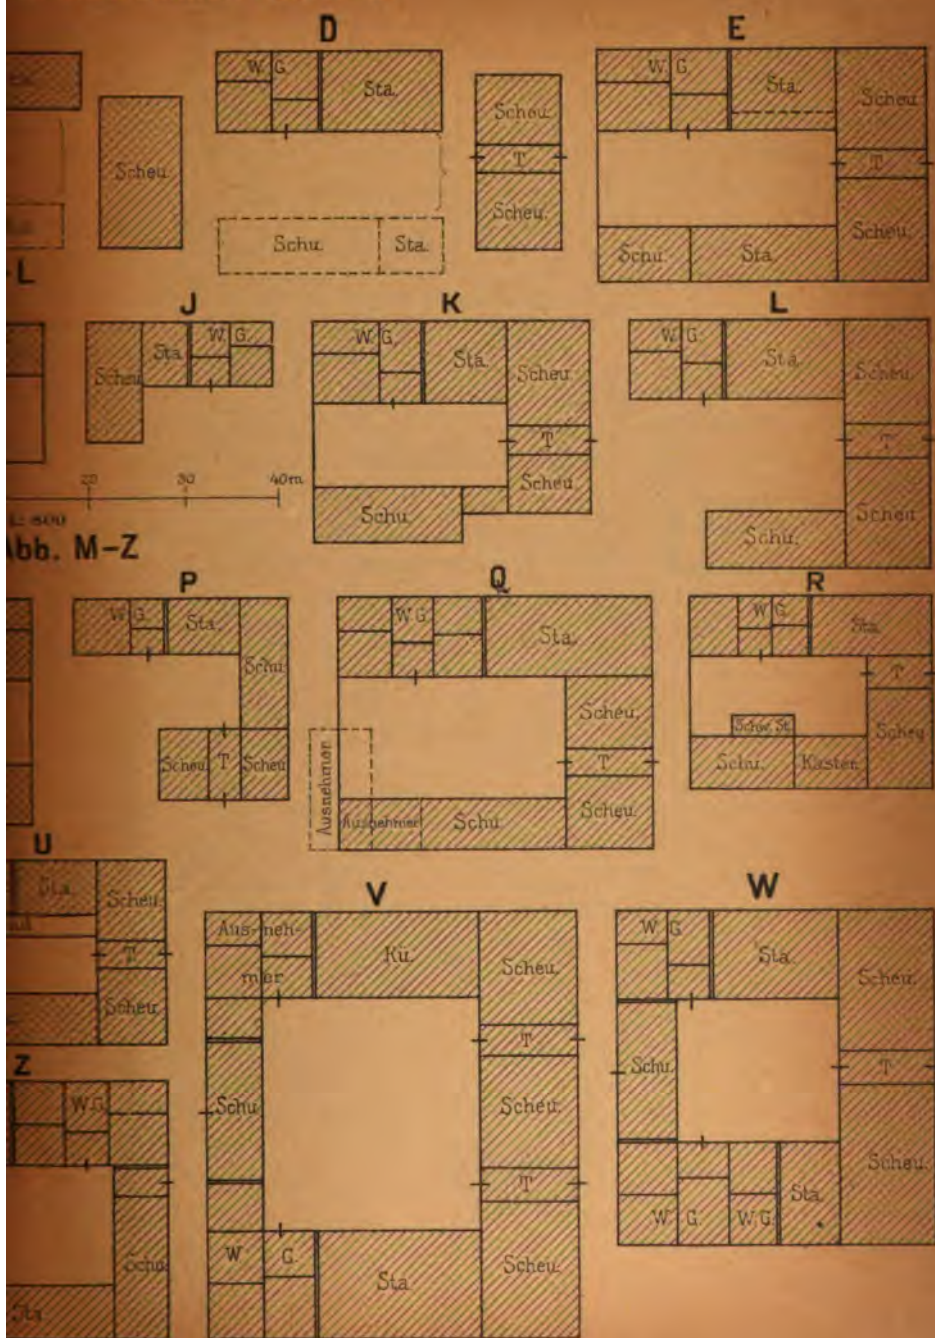 D
E
W. G.
Sta.
Scheu.
T
Scheu.
W. G.
Sta.
Scheu
T
Scheu.
Scheu.
Schu.
Sta.
Schu.
Sta.
L
J
K
L
Scheu
Sta
W. G.
W. G.
Sta
Scheu.
T
Scheu.
Schu.
W. G.
Sta
Scheu.
T
Scheu
Schu.
20
30
40m
Abb. M-Z
P
Q
R
W. G.
Sta.
Schu.
Scheu.
T
Scheu
W. G.
Sta.
Scheu.
T
Scheu.
Ausnehmer
Ausnehmer
Schu.
W. G.
Sta.
T
Scheu
Schw. St.
Schu.
Kasten
U
Sta.
Scheu.
T
Scheu.
V
W
Aus-neh-
mer
Ku.
Scheu.
T
Schu
Scheu.
T
W. G.
Sta
Scheu.
W. G.
Sta.
Scheu.
T
Schu.
Scheu.
W. G.
W. G.
Sta.
Z
W. G.
Schu
Sta